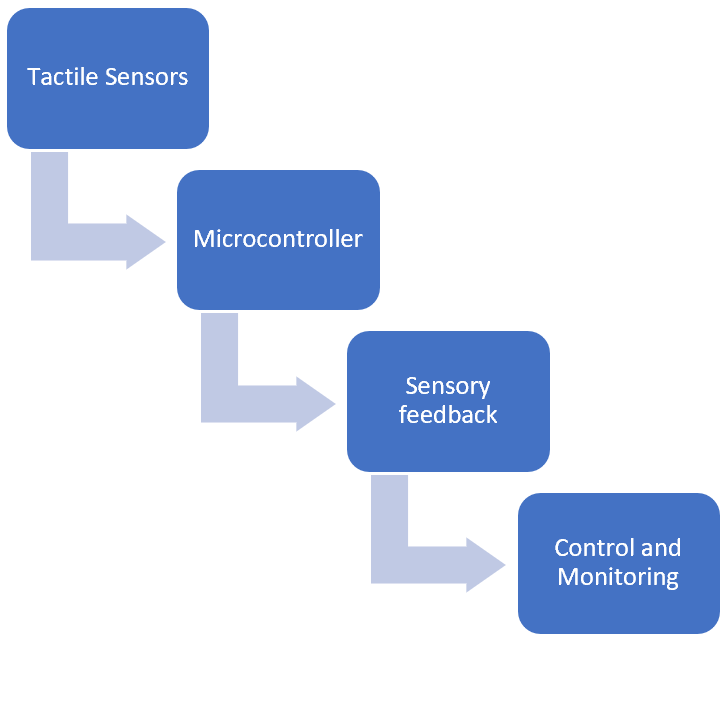 Tactile Sensors
Microcontroller
Sensory
feedback
Control and
Monitoring